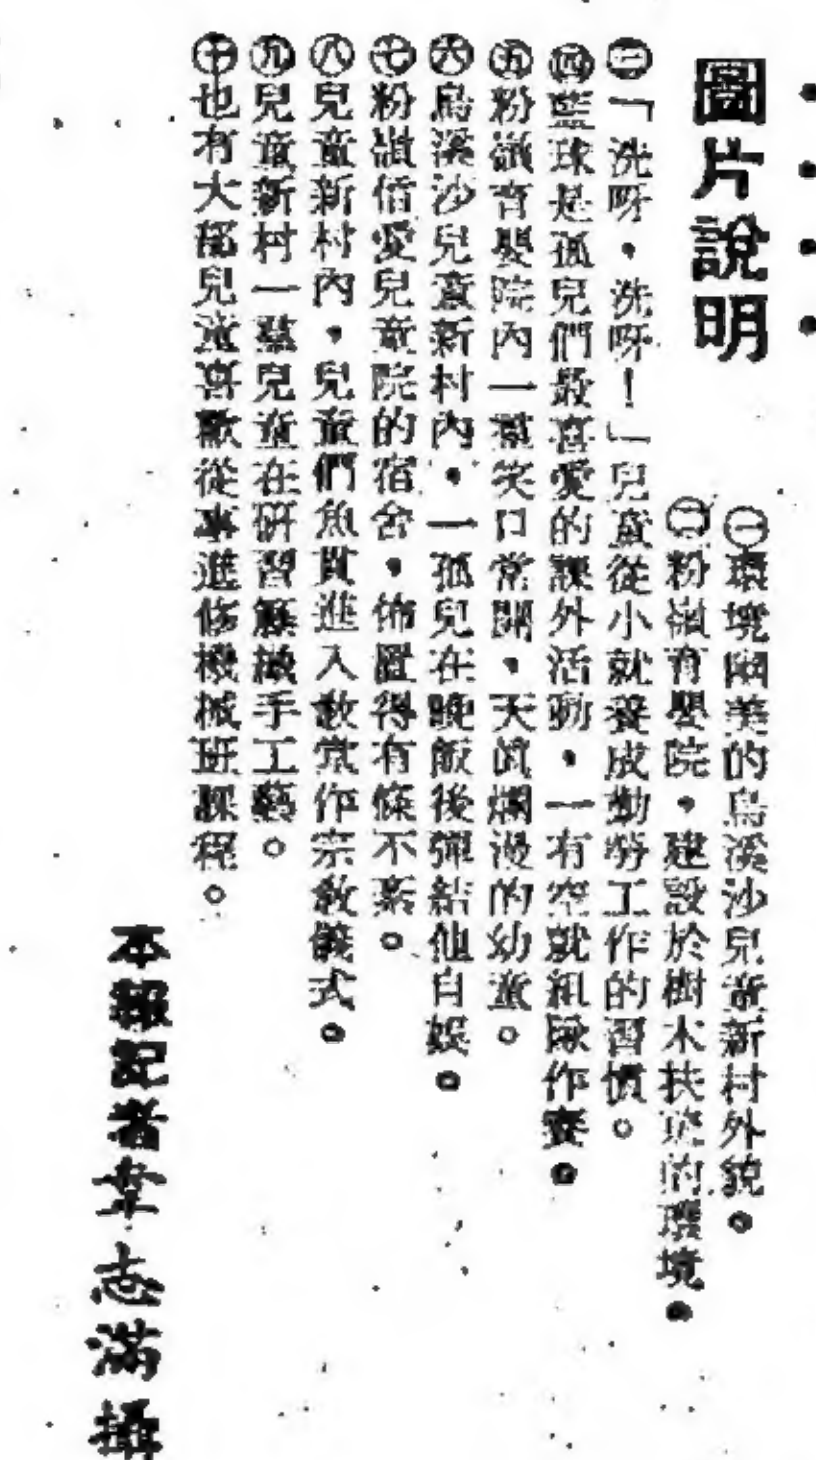 圖片說明
㊀環境幽美的烏溪沙兒童新村外貌。
㊁粉嶺育嬰院，建設於樹木扶疏的環境。
㊂「洗呀，洗呀！」兒童從小就養成勤勞工作的習慣。
㊃籃球是孤兒們最喜愛的課外活動，一有空就組隊作賽。
㊄粉嶺育嬰院內一羣笑口常開，天眞爛漫的幼童。
㊅烏溪沙兒童新村內，一孤兒在晚飯後彈結他自娛。
㊆粉嶺信愛兒童院的宿舍，佈置得有條不紊。
㊇兒童新村內，兒童們魚貫進入教堂作宗教儀式。
㊈兒童新村一羣兒童在硏習籐織手工藝。
㊉也有大部兒童喜歡從事進修機械班課程。
本報記者章志滿攝